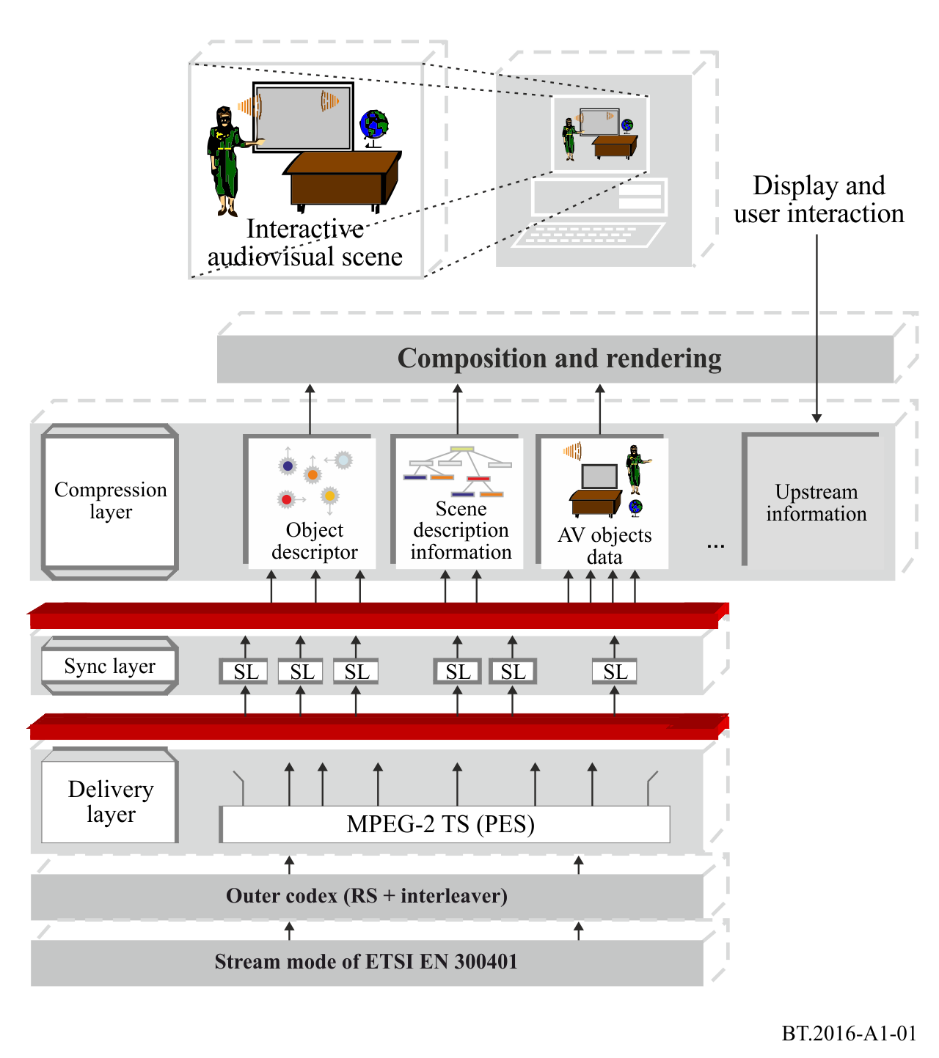 Interactive
audiovisual scene
Display and
user interaction
Composition and rendering
Compression
layer
Object
descriptor
Scene
description
information
AV objects
data
...
Upstream
information
Sync layer
SL
SL
SL
SL
SL
SL
Delivery
layer
MPEG-2 TS (PES)
Outer codex (RS + interleaver)
Stream mode of ETSI EN 300401
BT.2016-A1-01